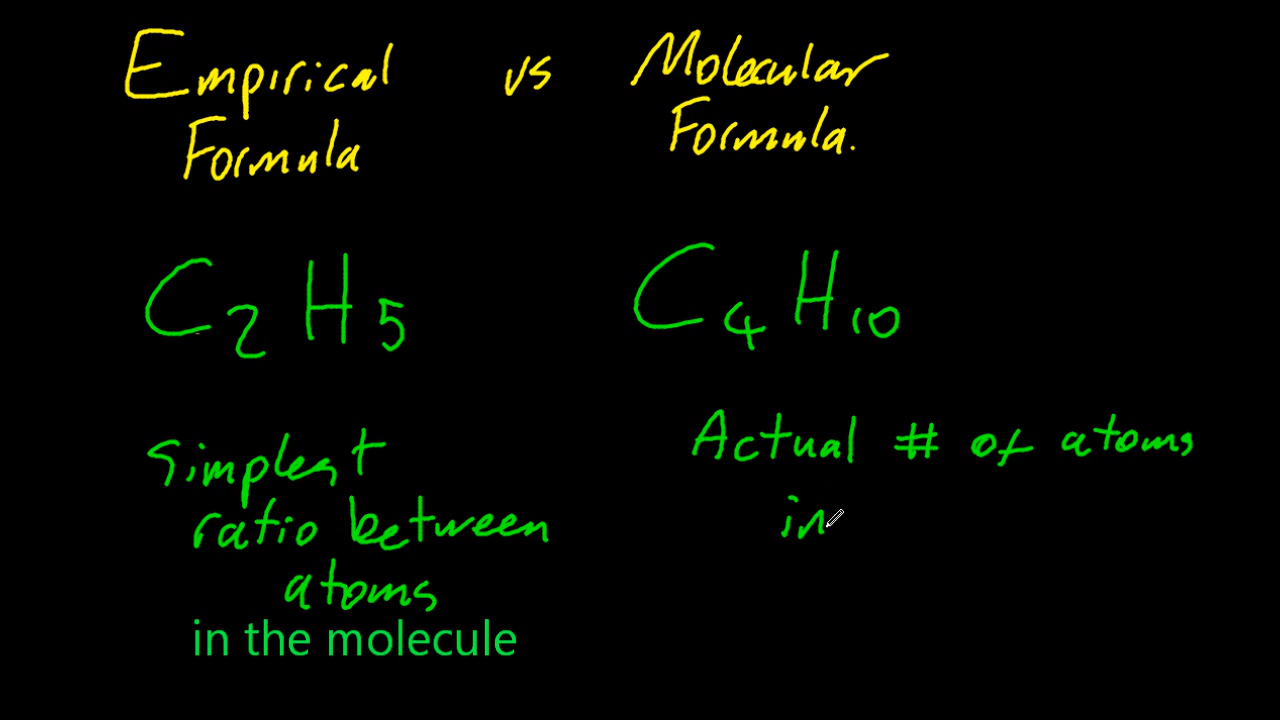 Empirical vs Molecular
Formula Formula.
C2H5 C4H10
Simplest Actual # of atoms
ratio between in
atoms
in the molecule